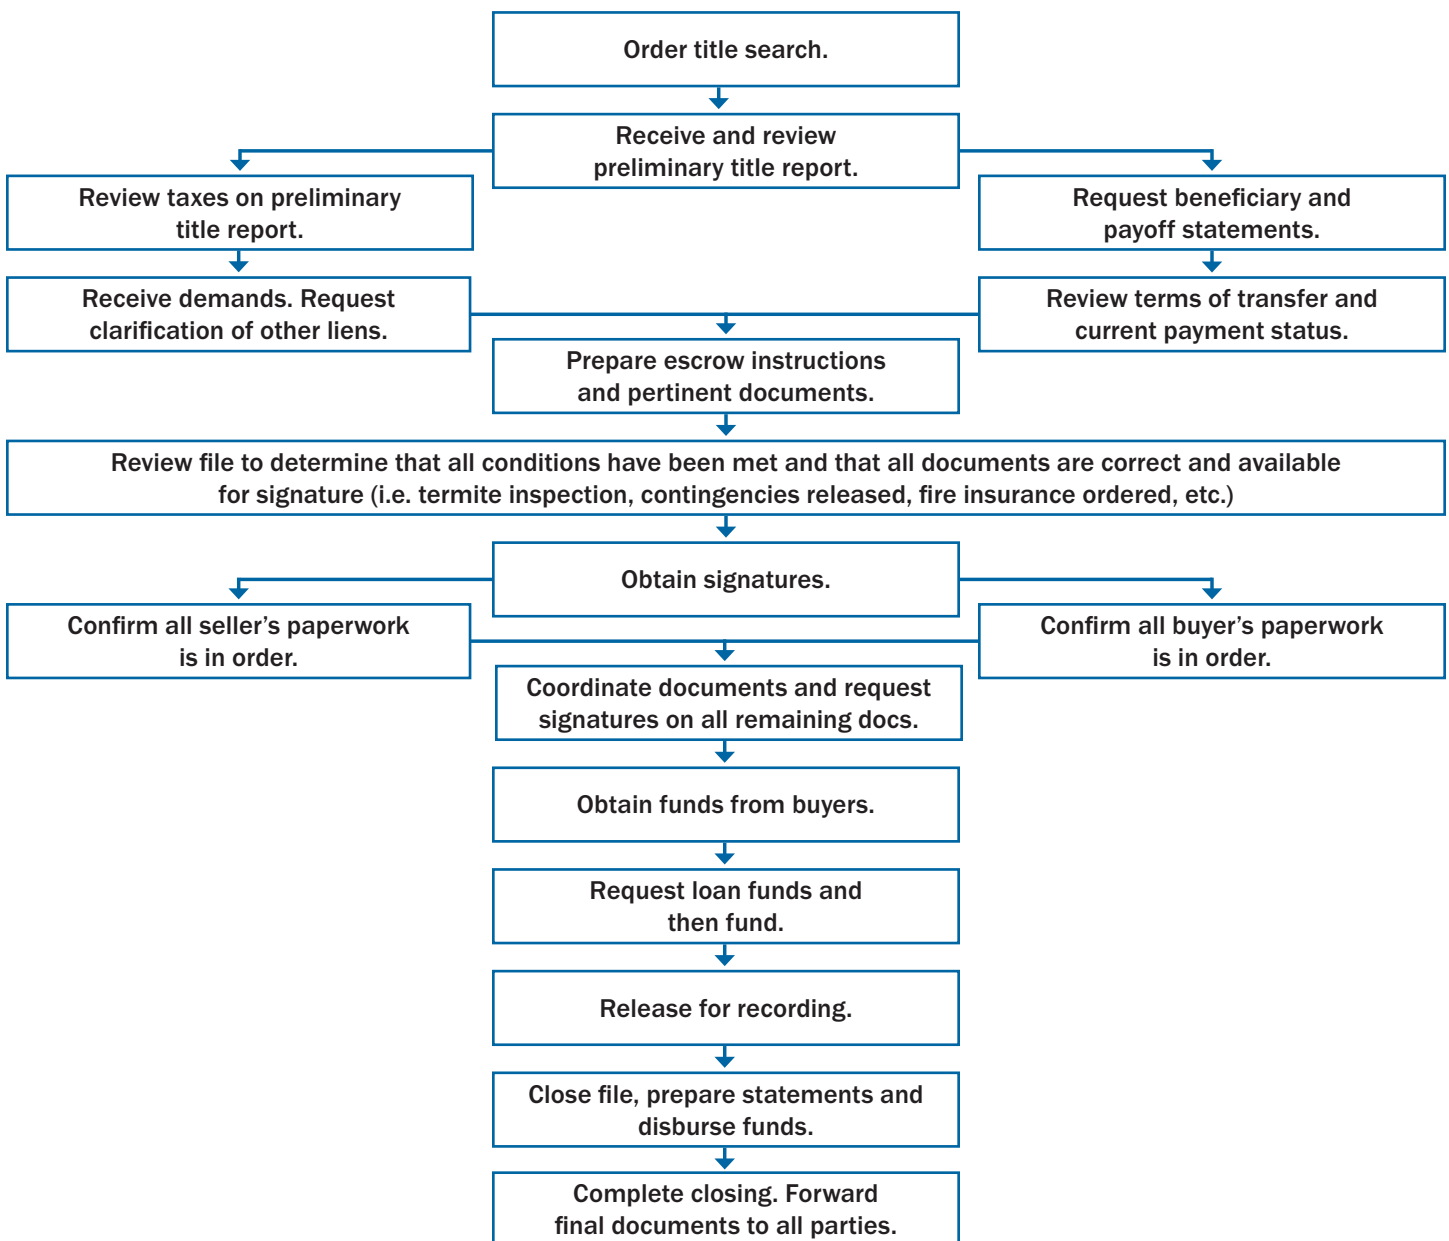 Order title search.
Receive and review
preliminary title report.
Review taxes on preliminary
title report.
Request beneficiary and
payoff statements.
Receive demands. Request
clarification of other liens.
Review terms of transfer and
current payment status.
Prepare escrow instructions
and pertinent documents.
Review file to determine that all conditions have been met and that all documents are correct and available
for signature (i.e. termite inspection, contingencies released, fire insurance ordered, etc.)
Obtain signatures.
Confirm all seller's paperwork
is in order.
Confirm all buyer's paperwork
is in order.
Coordinate documents and request
signatures on all remaining docs.
Obtain funds from buyers.
Request loan funds and
then fund.
Release for recording.
Close file, prepare statements and
disburse funds.
Complete closing. Forward
final documents to all parties.